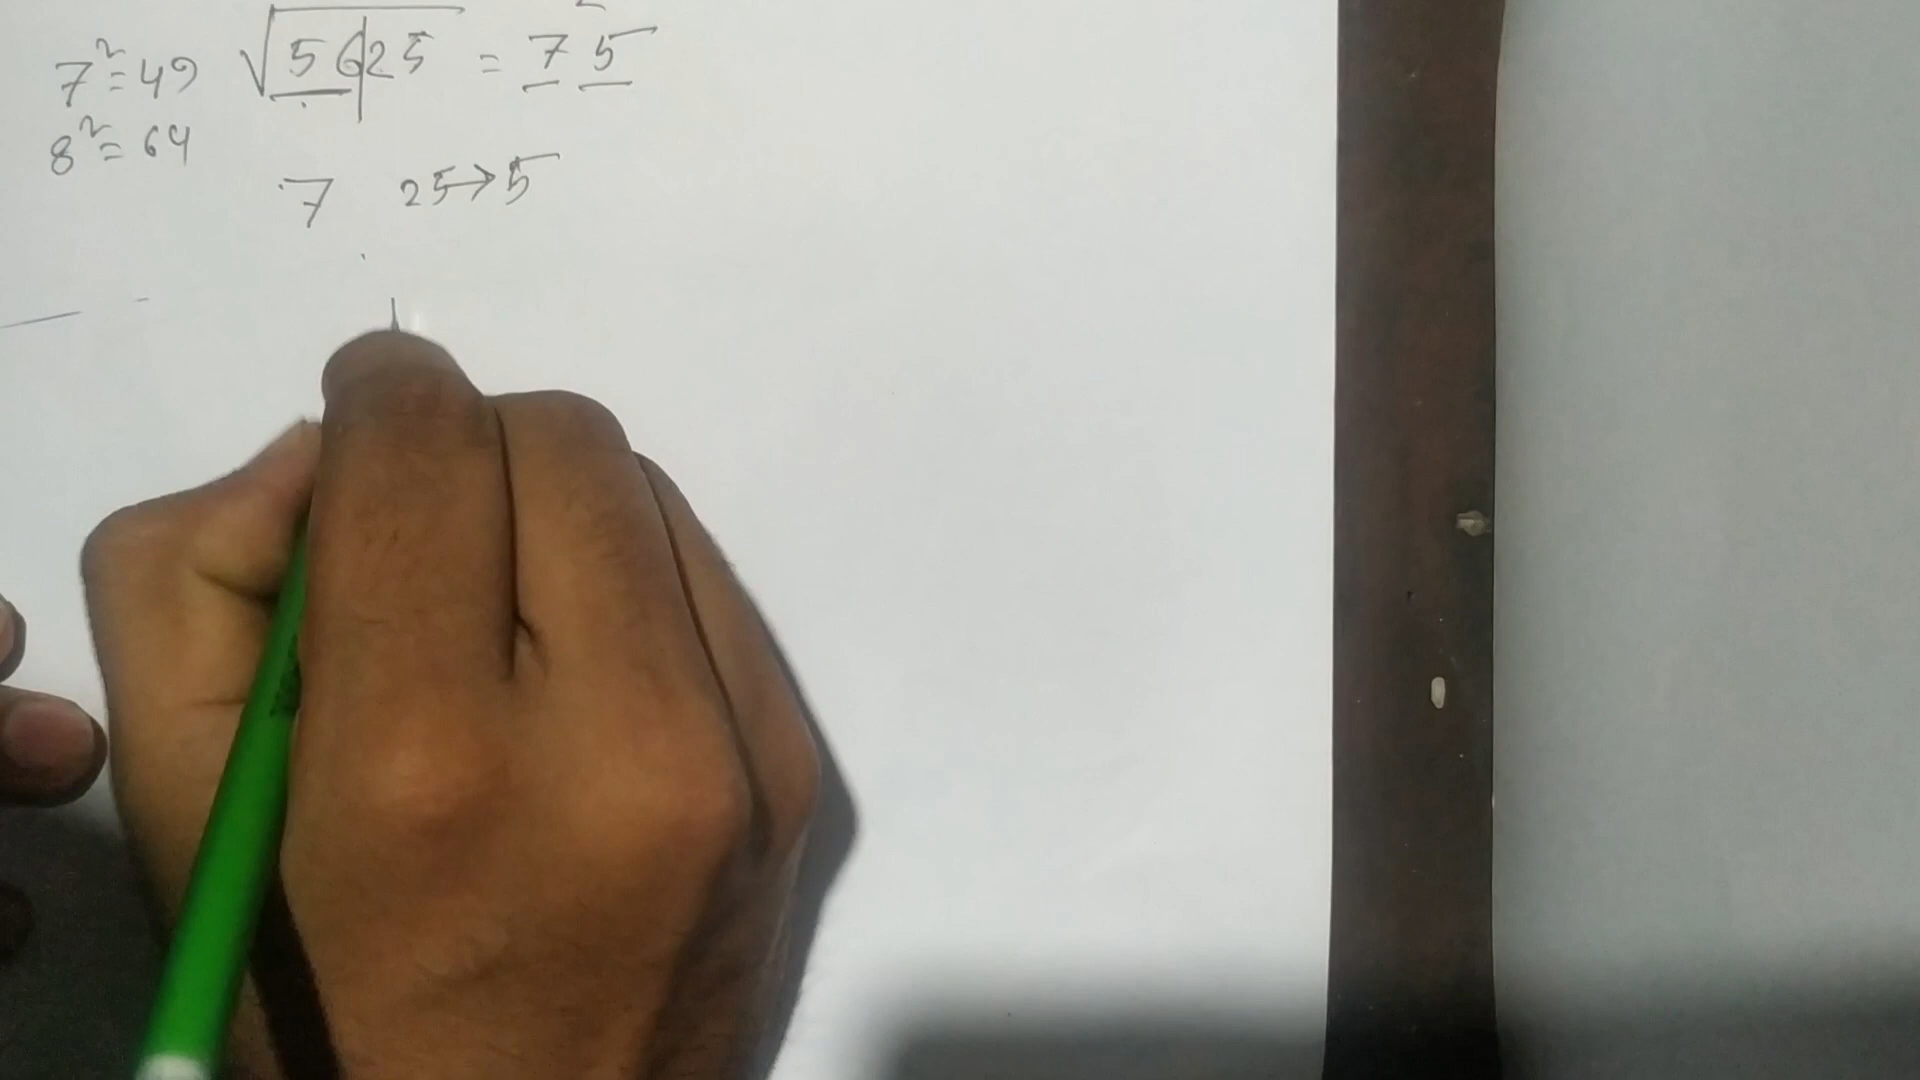 7² = 49 √5625 = 75
8² = 64
7 25→5